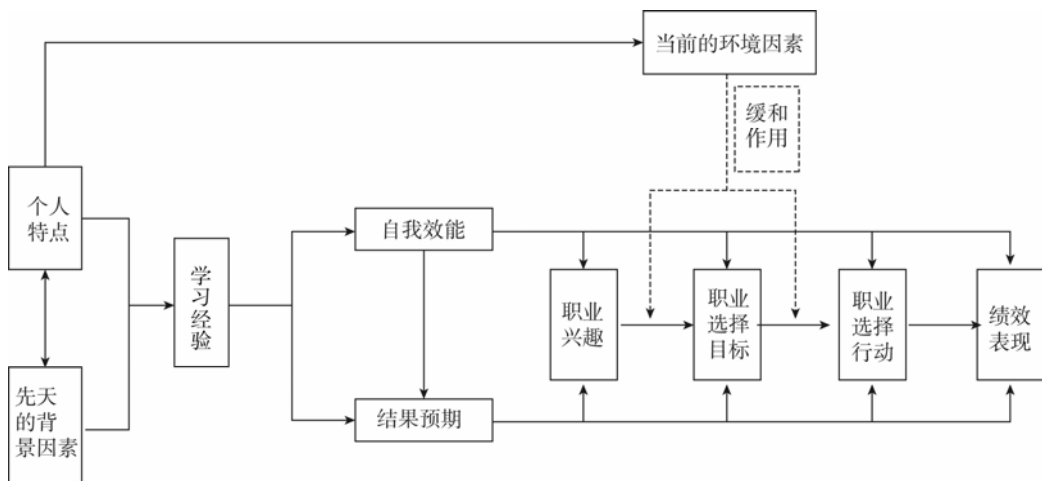 当前的环境因素
缓和
作用
个人
特点
自我效能
学
习
经
验
职业
兴趣
职业
选择
目标
职业
选择
行动
绩效
表现
先天
的背
景因素
结果预期